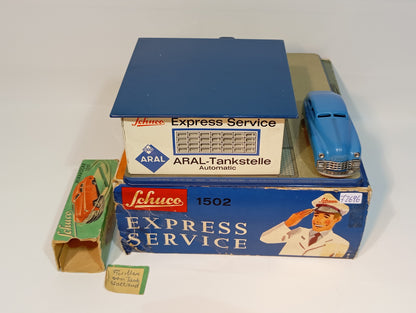 Schuco
Express Service
ARAL
ARAL-Tankstelle
Automatic
Schuco
1502
EXPRESS
SERVICE
Schuco